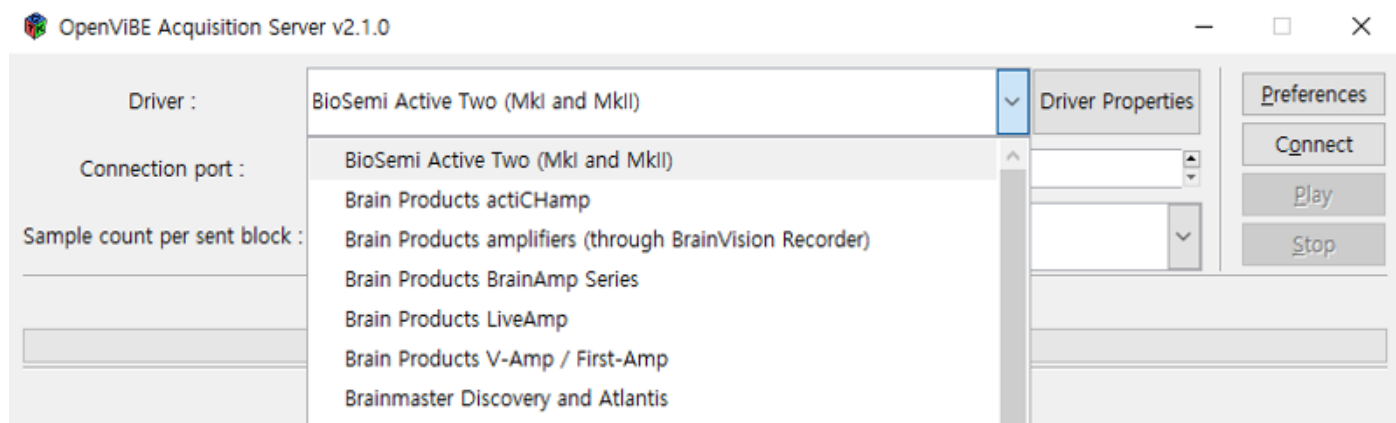 OpenViBE Acquisition Server v2.1.0
Driver :
BioSemi Active Two (MkI and MkII)
Driver Properties
Preferences
Connection port :
Connect
Sample count per sent block :
Play
Stop
BioSemi Active Two (MkI and MkII)
Brain Products actiCHamp
Brain Products amplifiers (through BrainVision Recorder)
Brain Products BrainAmp Series
Brain Products LiveAmp
Brain Products V-Amp / First-Amp
Brainmaster Discovery and Atlantis